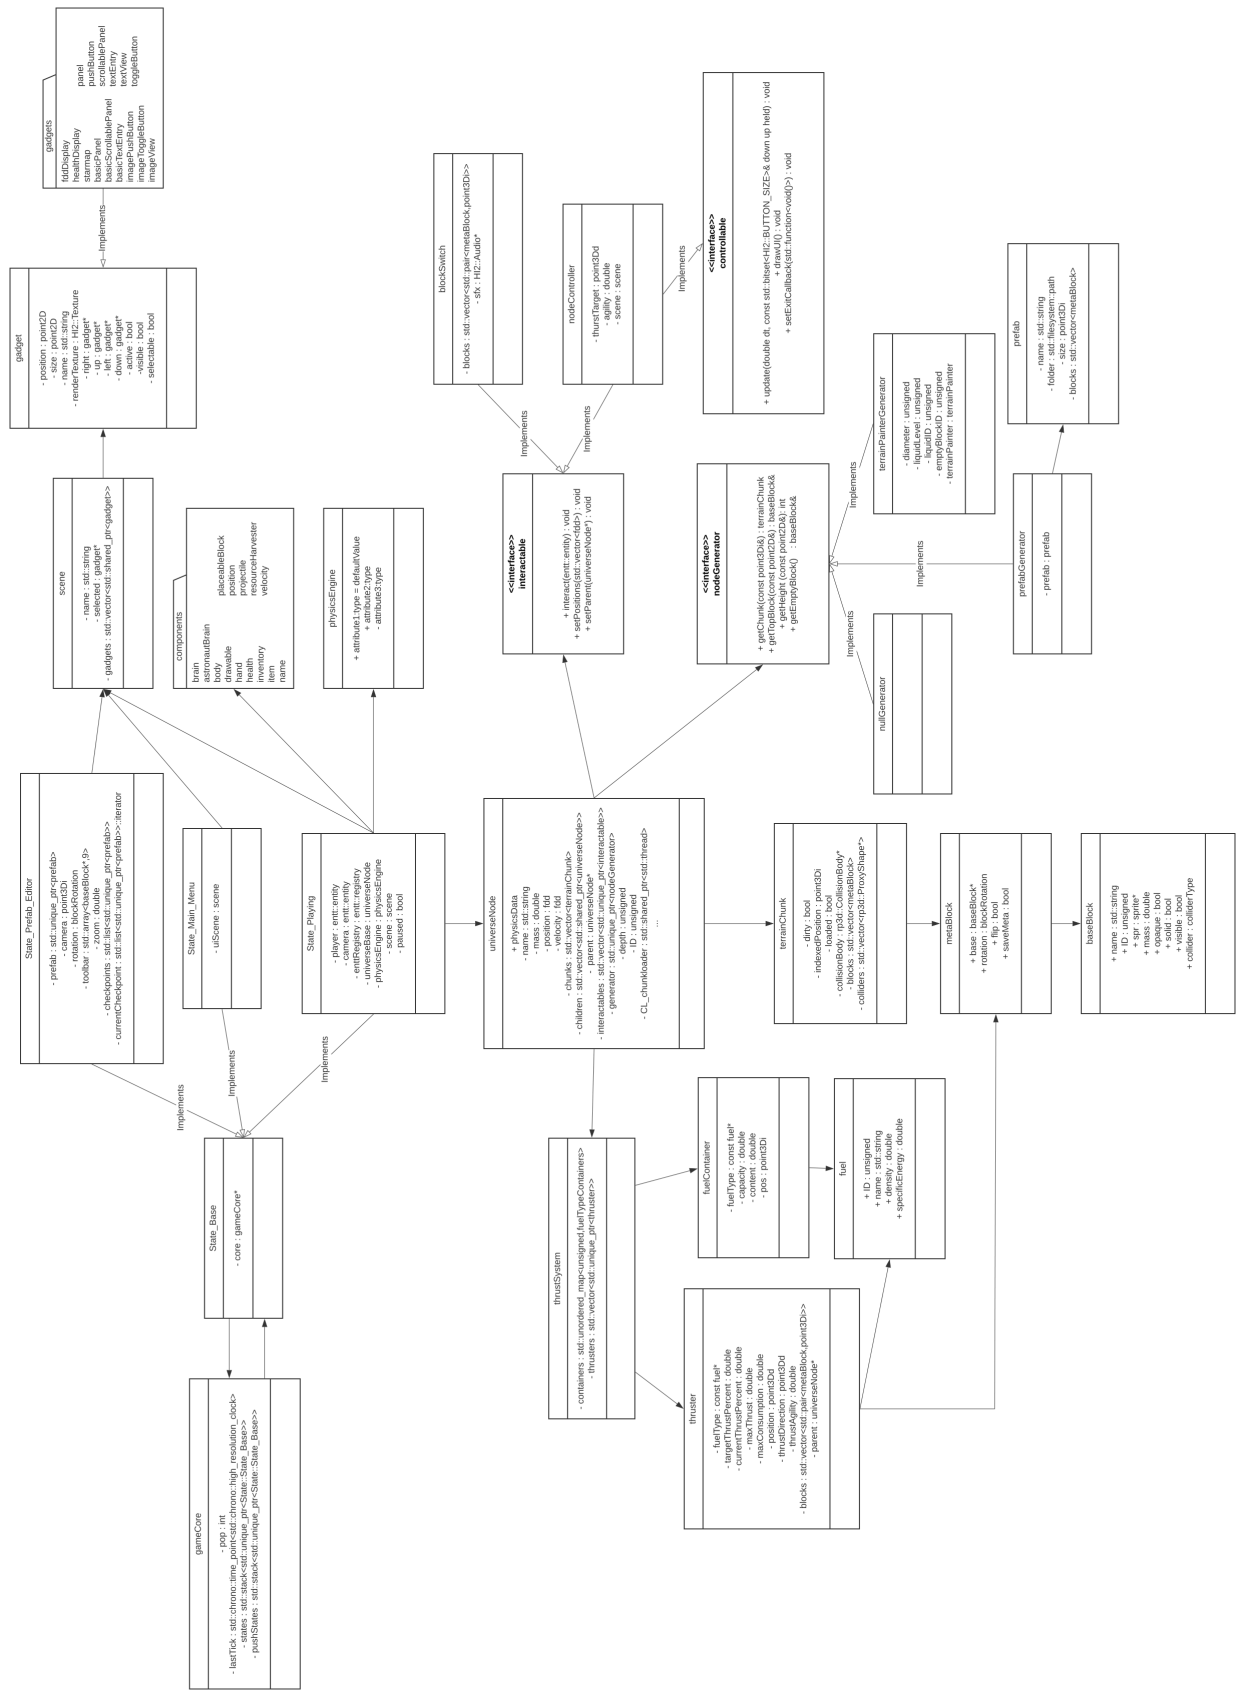 gadgets
fddDisplay
healthDisplay
starmap
basicPanel
basicScrollablePanel
basicTextEntry
imagePushButton
imageToggleButton
imageView
panel
pushButton
scrollablePanel
textEntry
textView
toggleButton
Implements
gadget
- position : point2D
- size : point2D
- name : std::string
- renderTexture : HI2::Texture
- right : gadget*
- up : gadget*
- left : gadget*
- down : gadget*
- active : bool
-visible : bool
- selectable : bool
scene
- name : std::string
- selected : gadget*
- gadgets : std::vector<std::shared_ptr<gadget>>
components
brain
astronautBrain
body
drawable
hand
health
inventory
item
name
placeableBlock
position
projectile
resourceHarvester
velocity
physicsEngine
+ attribute1:type = defaultValue
+ attribute2:type
- attribute3:type
State_Prefab_Editor
- prefab : std::unique_ptr<prefab>
- camera : point3Di
- rotation : blockRotation
- toolbar : std::array<baseBlock*,9>
- zoom : double
- checkpoints : std::list<std::unique_ptr<prefab>>
- currentCheckpoint : std::list<std::unique_ptr<prefab>>::iterator
State_Main_Menu
- uiScene : scene
State_Playing
- player : entt::entity
- camera : entt::entity
- enttRegistry : entt::registry
- universeBase : universeNode
- physicsEngine : physicsEngine
- scene : scene
- paused : bool
Implements
Implements
Implements
State_Base
- core : gameCore*
gameCore
- pop : int
- lastTick : std::chrono::time_point<std::chrono::high_resolution_clock>
- states : std::stack<std::unique_ptr<State::State_Base>>
- pushStates : std::stack<std::unique_ptr<State::State_Base>>
blockSwitch
- blocks : std::vector<std::pair<metaBlock,point3Di>>
- sfx : HI2::Audio*
nodeController
- thurstTarget : point3Dd
- agility : double
- scene : scene
Implements
Implements
Implements
<<interface>>
controllable
+ update(double dt, const std::bitset<HI2::BUTTON_SIZE>& down up held) : void
+ drawUI() : void
+ setExitCallback(std::function<void()>) : void
<<interface>>
interactable
+ interact(entt::entity) : void
+ setPositions(std::vector<fdd>) : void
+ setParent(universeNode*) : void
<<interface>>
nodeGenerator
+ getChunk(const point3Di&) : terrainChunk
+ getTopBlock(const point2D&) : baseBlock&
+ getHeight (const point2D&): int
+ getEmptyBlock() : baseBlock&
Implements
Implements
Implements
terrainPainterGenerator
- diameter : unsigned
- liquidLevel : unsigned
- liquidID : unsigned
- emptyBlockID : unsigned
- terrainPainter : terrainPainter
nullGenerator
prefabGenerator
- prefab : prefab
prefab
- name : std::string
- folder : std::filesystem::path
- size : point3Di
- blocks : std::vector<metaBlock>
universeNode
+ physicsData
- name : std::string
- mass : double
- position : fdd
- velocity : fdd
- chunks : std::vector<terrainChunk>
- children : std::vector<std::shared_ptr<universeNode>>
- parent : universeNode*
- interactables : std::vector<std::unique_ptr<interactable>>
- generator : std::unique_ptr<nodeGenerator>
- depth : unsigned
- ID : unsigned
- CL_chunkloader : std::shared_ptr<std::thread>
...
terrainChunk
- dirty : bool
- indexedPosition : point3Di
- loaded : bool
- collisionBody : rp3d::CollisionBody*
- blocks : std::vector<metaBlock>
- colliders : std::vector<rp3d::ProxyShape*>
metaBlock
+ base : baseBlock*
+ rotation : blockRotation
+ flip : bool
+ saveMeta : bool
baseBlock
+ name : std::string
+ ID : unsigned
+ spr : sprite*
+ mass : double
+ opaque : bool
+ solid : bool
+ visible : bool
+ collider : colliderType
thrustSystem
- containers : std::unordered_map<unsigned,fuelTypeContainers>
- thrusters : std::vector<std::unique_ptr<thruster>>
fuelContainer
- fuelType : const fuel*
- capacity : double
- content : double
- pos : point3Di
fuel
+ ID : unsigned
+ name : std::string
+ density : double
+ specificEnergy : double
thruster
- fuelType : const fuel*
- targetThrustPercent : double
- currentThrustPercent : double
- maxThrust : double
- maxConsumption : double
- position : point3Dd
- thrustDirection : point3Dd
- thrustAgility : double
- blocks : std::vector<std::pair<metaBlock,point3Di>>
- parent : universeNode*